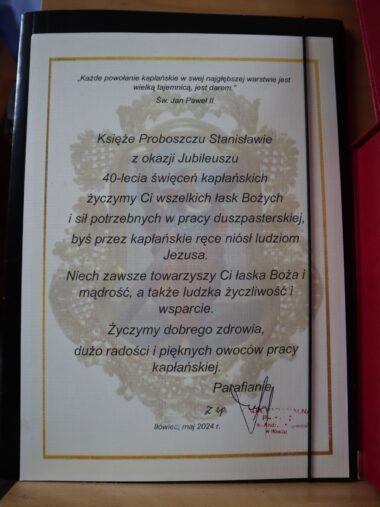 „Każde powołanie kapłańskie w swej najgłębszej warstwie jest
wielką tajemnicą, jest darem."
Św. Jan Paweł II
Księże Proboszczu Stanisławie
z okazji Jubileuszu
40-lecia święceń kapłańskich
życzymy Ci wszelkich łask Bożych
i sił potrzebnych w pracy duszpasterskiej,
byś przez kapłańskie ręce niósł ludziom
Jezusa.
Niech zawsze towarzyszy Ci łaska Boża i
mądrość, a także ludzka życzliwość i
wsparcie.
Życzymy dobrego zdrowia,
dużo radości i pięknych owoców pracy
kapłańskiej.
Parafianie
Iłówiec, maj 2024 r.